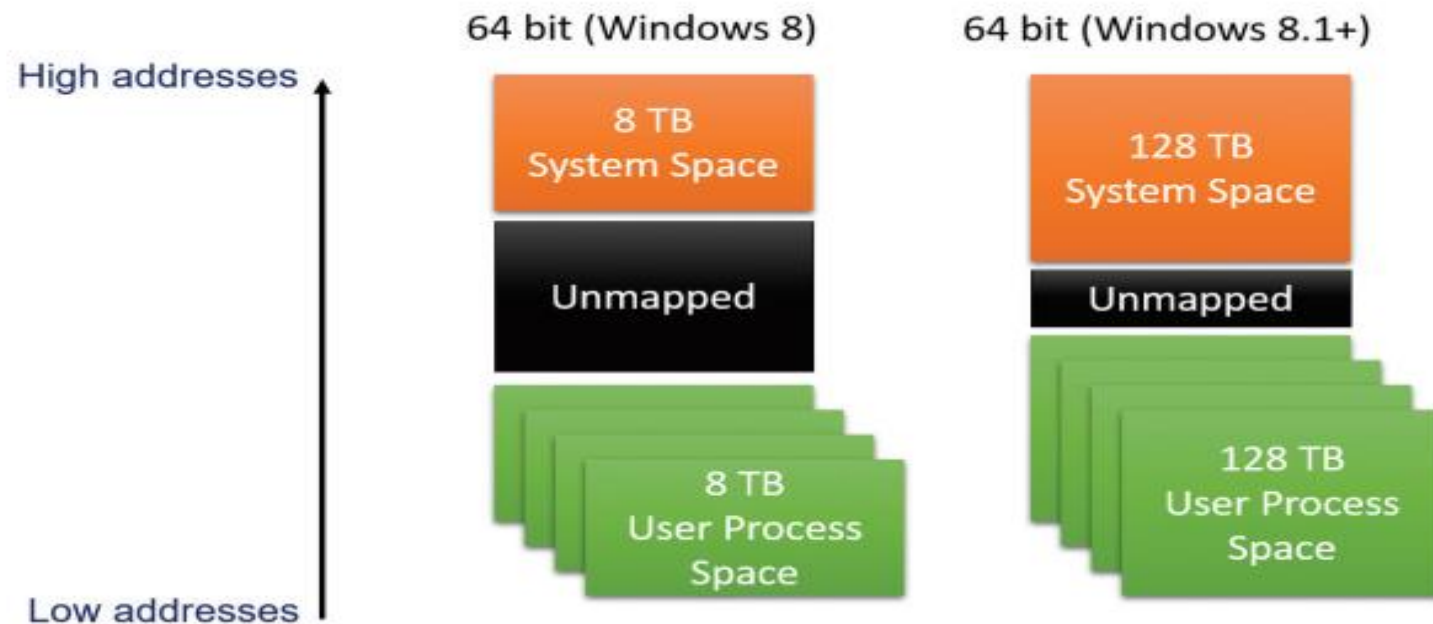 64 bit (Windows 8)
64 bit (Windows 8.1+)
High addresses
8 TB
System Space
128 TB
System Space
Unmapped
Unmapped
8 TB
User Process
Space
128 TB
User Process
Space
Low addresses